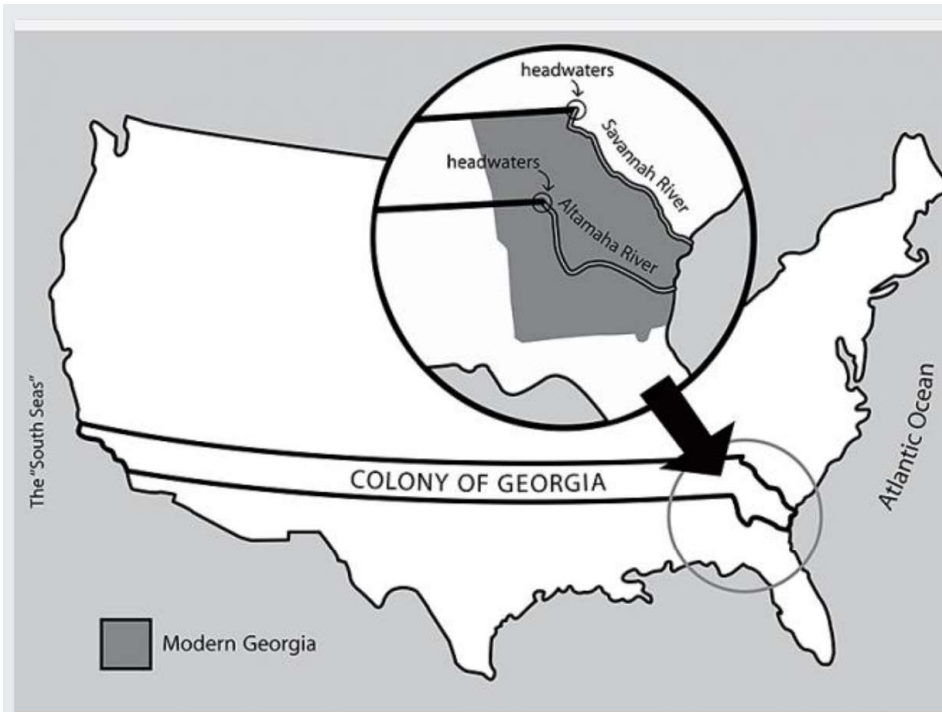 headwaters
Savannah River
headwaters
Altamaha River
The "South Seas"
Atlantic Ocean
COLONY OF GEORGIA
Modern Georgia